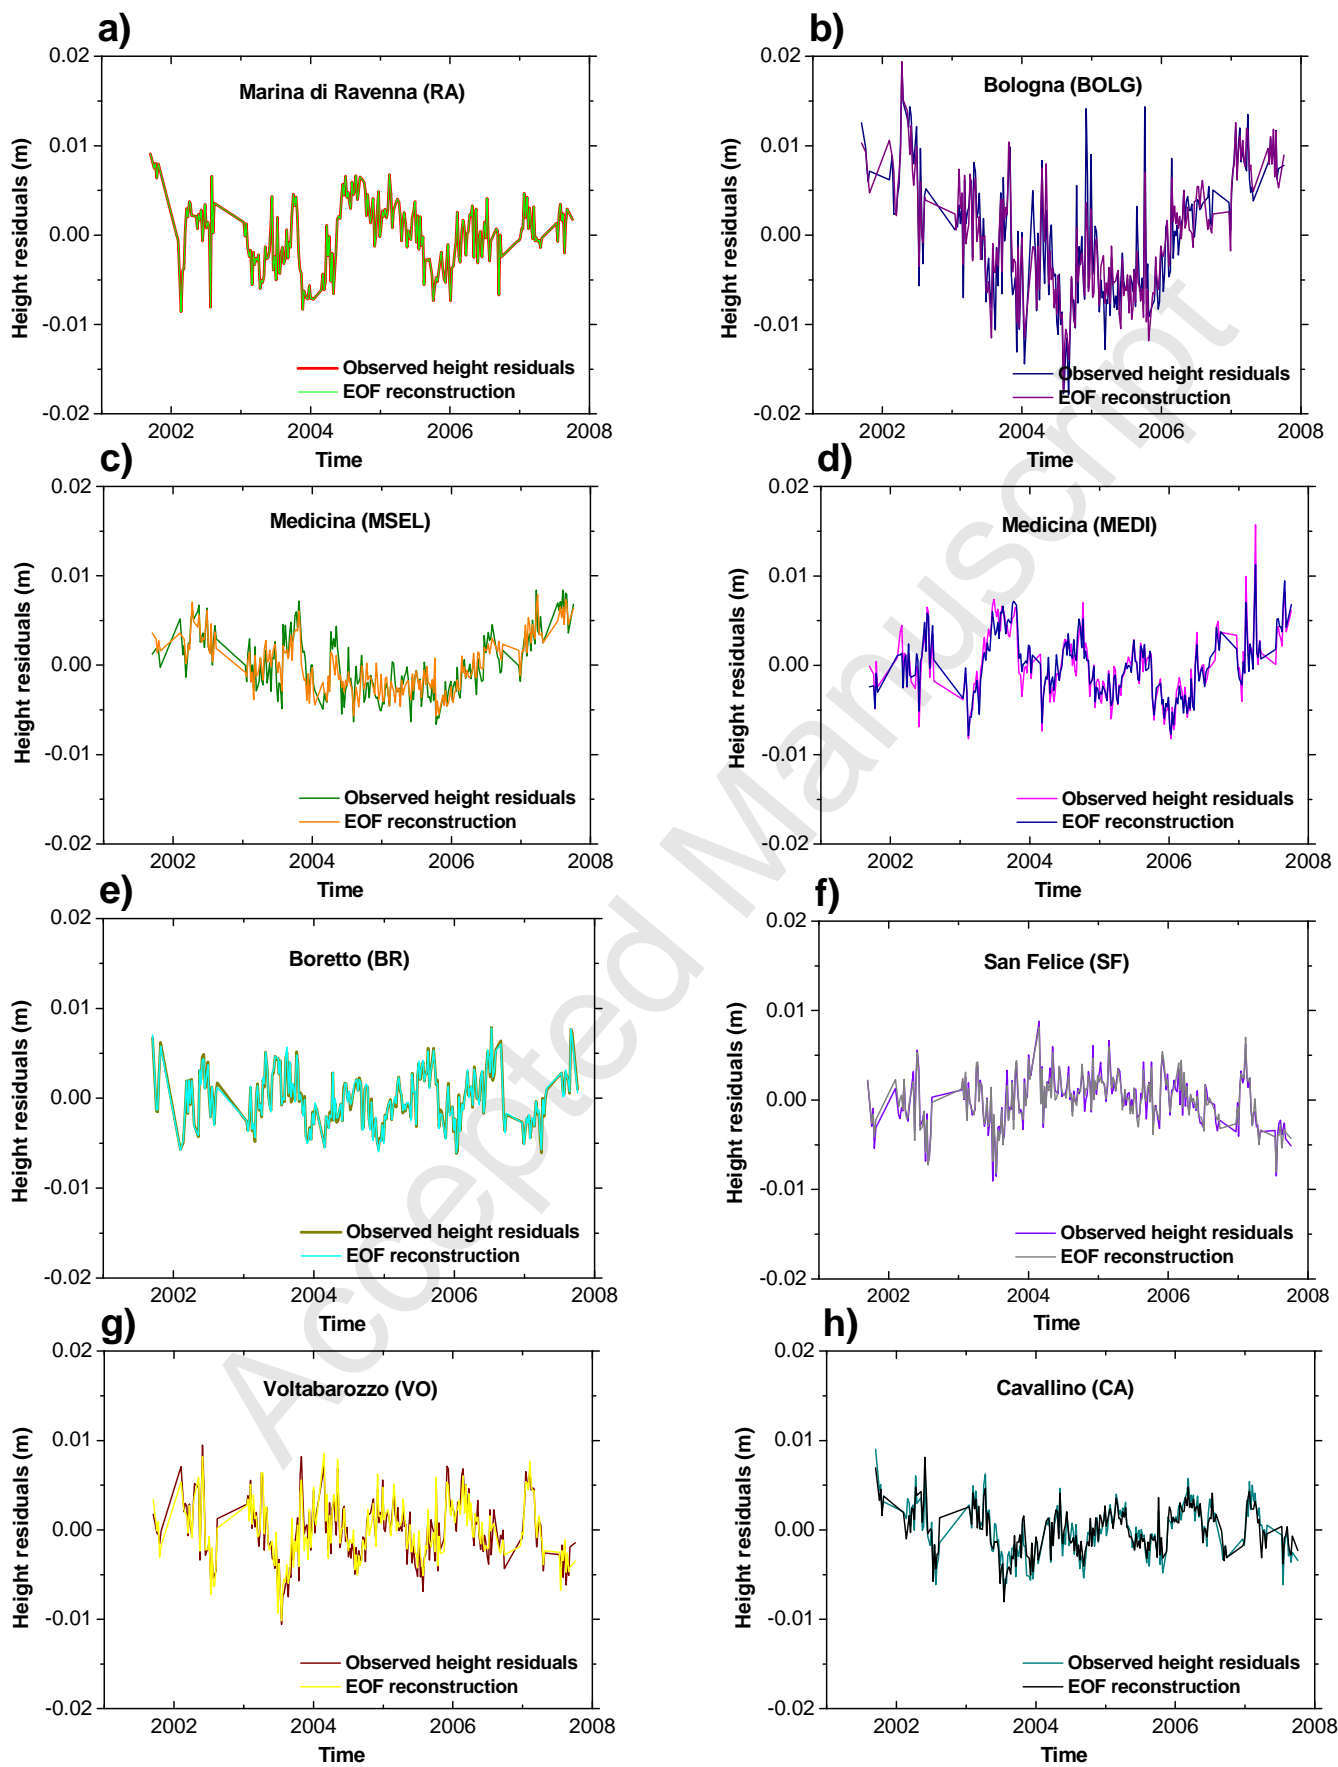 a)
0.02
0.01
0.00
-0.01
-0.02
Height residuals (m)
Marina di Ravenna (RA)
Observed height residuals
EOF reconstruction
2002 2004 2006 2008
Time
b)
0.02
0.01
0.00
-0.01
-0.02
Height residuals (m)
Bologna (BOLG)
Observed height residuals
EOF reconstruction
2002 2004 2006 2008
Time
c)
0.02
0.01
0.00
-0.01
-0.02
Height residuals (m)
Medicina (MSEL)
Observed height residuals
EOF reconstruction
2002 2004 2006 2008
Time
d)
0.02
0.01
0.00
-0.01
-0.02
Height residuals (m)
Medicina (MEDI)
Observed height residuals
EOF reconstruction
2002 2004 2006 2008
Time
e)
0.02
0.01
0.00
-0.01
-0.02
Height residuals (m)
Boretto (BR)
Observed height residuals
EOF reconstruction
2002 2004 2006 2008
Time
f)
0.02
0.01
0.00
-0.01
-0.02
Height residuals (m)
San Felice (SF)
Observed height residuals
EOF reconstruction
2002 2004 2006 2008
Time
g)
0.02
0.01
0.00
-0.01
-0.02
Height residuals (m)
Voltabarozzo (VO)
Observed height residuals
EOF reconstruction
2002 2004 2006 2008
Time
h)
0.02
0.01
0.00
-0.01
-0.02
Height residuals (m)
Cavallino (CA)
Observed height residuals
EOF reconstruction
2002 2004 2006 2008
Time
Accepted Manuscript